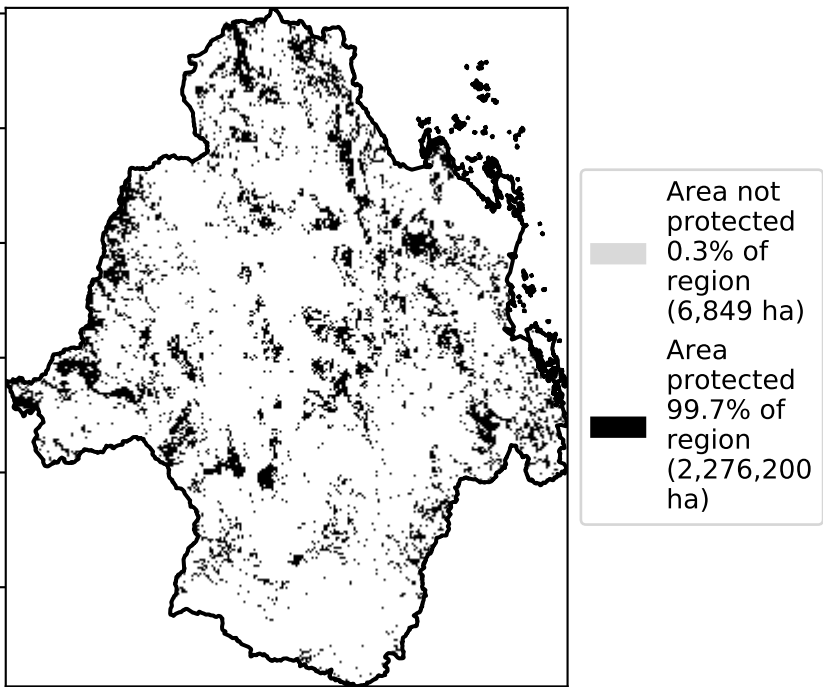 Area not
protected
0.3% of
region
(6,849 ha)
Area
protected
99.7% of
region
(2,276,200
ha)